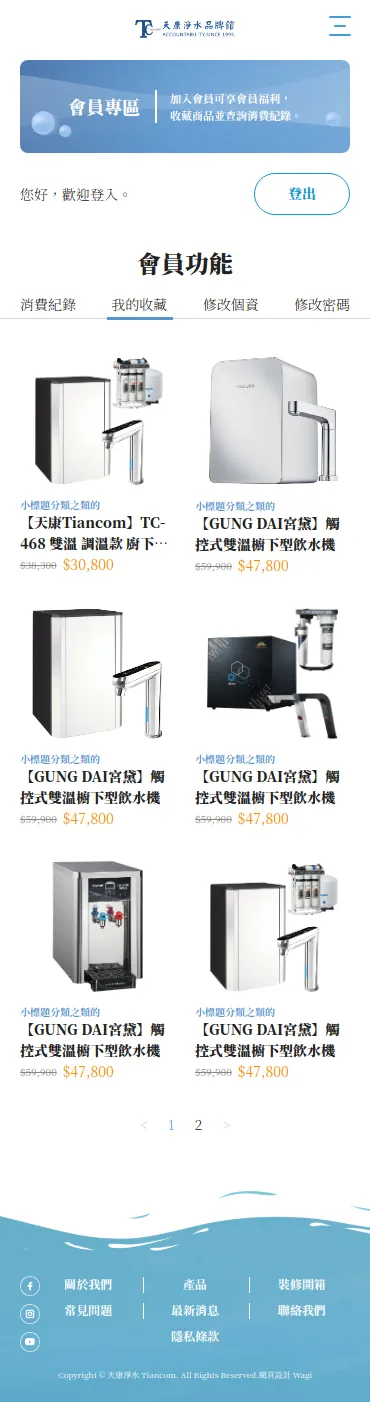 天康淨水品牌館
ACCOUNTABILITY.SINCE 1995
會員專區
加入會員可享會員福利，
收藏商品並查詢消費紀錄。
您好，歡迎登入。
登出
會員功能
消費紀錄 我的收藏 修改個資 修改密碼
小標題分類之類的
【天康Tiancom】TC-
468 雙溫 調溫款 廚下…
$38,300 $30,800
小標題分類之類的
【GUNG DAI宮黛】觸
控式雙溫櫥下型飲水機
$59,900 $47,800
小標題分類之類的
【GUNG DAI宮黛】觸
控式雙溫櫥下型飲水機
$59,900 $47,800
小標題分類之類的
【GUNG DAI宮黛】觸
控式雙溫櫥下型飲水機
$59,900 $47,800
小標題分類之類的
【GUNG DAI宮黛】觸
控式雙溫櫥下型飲水機
$59,900 $47,800
小標題分類之類的
【GUNG DAI宮黛】觸
控式雙溫櫥下型飲水機
$59,900 $47,800
< 1 2 >
關於我們 產品 裝修開箱
常見問題 最新消息 聯絡我們
隱私條款
Copyright © 天康淨水 Tiancom. All Rights Reserved.網頁設計 Wagi